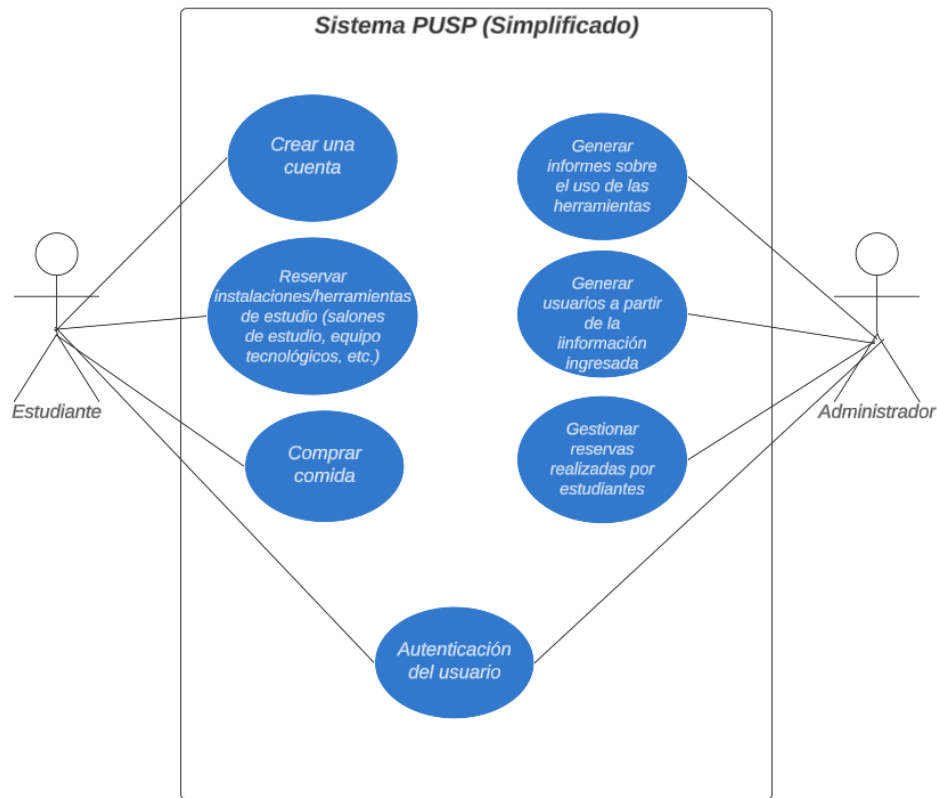 Sistema PUSP (Simplificado)
Crear una
cuenta
Generar
informes sobre
el uso de las
herramientas
Reservar
instalaciones/herramientas
de estudio (salones
de estudio, equipo
tecnológicos, etc.)
Generar
usuarios a partir
de la
iinformación
ingresada
Estudiante
Administrador
Comprar
comida
Gestionar
reservas
realizadas por
estudiantes
Autenticación
del usuario